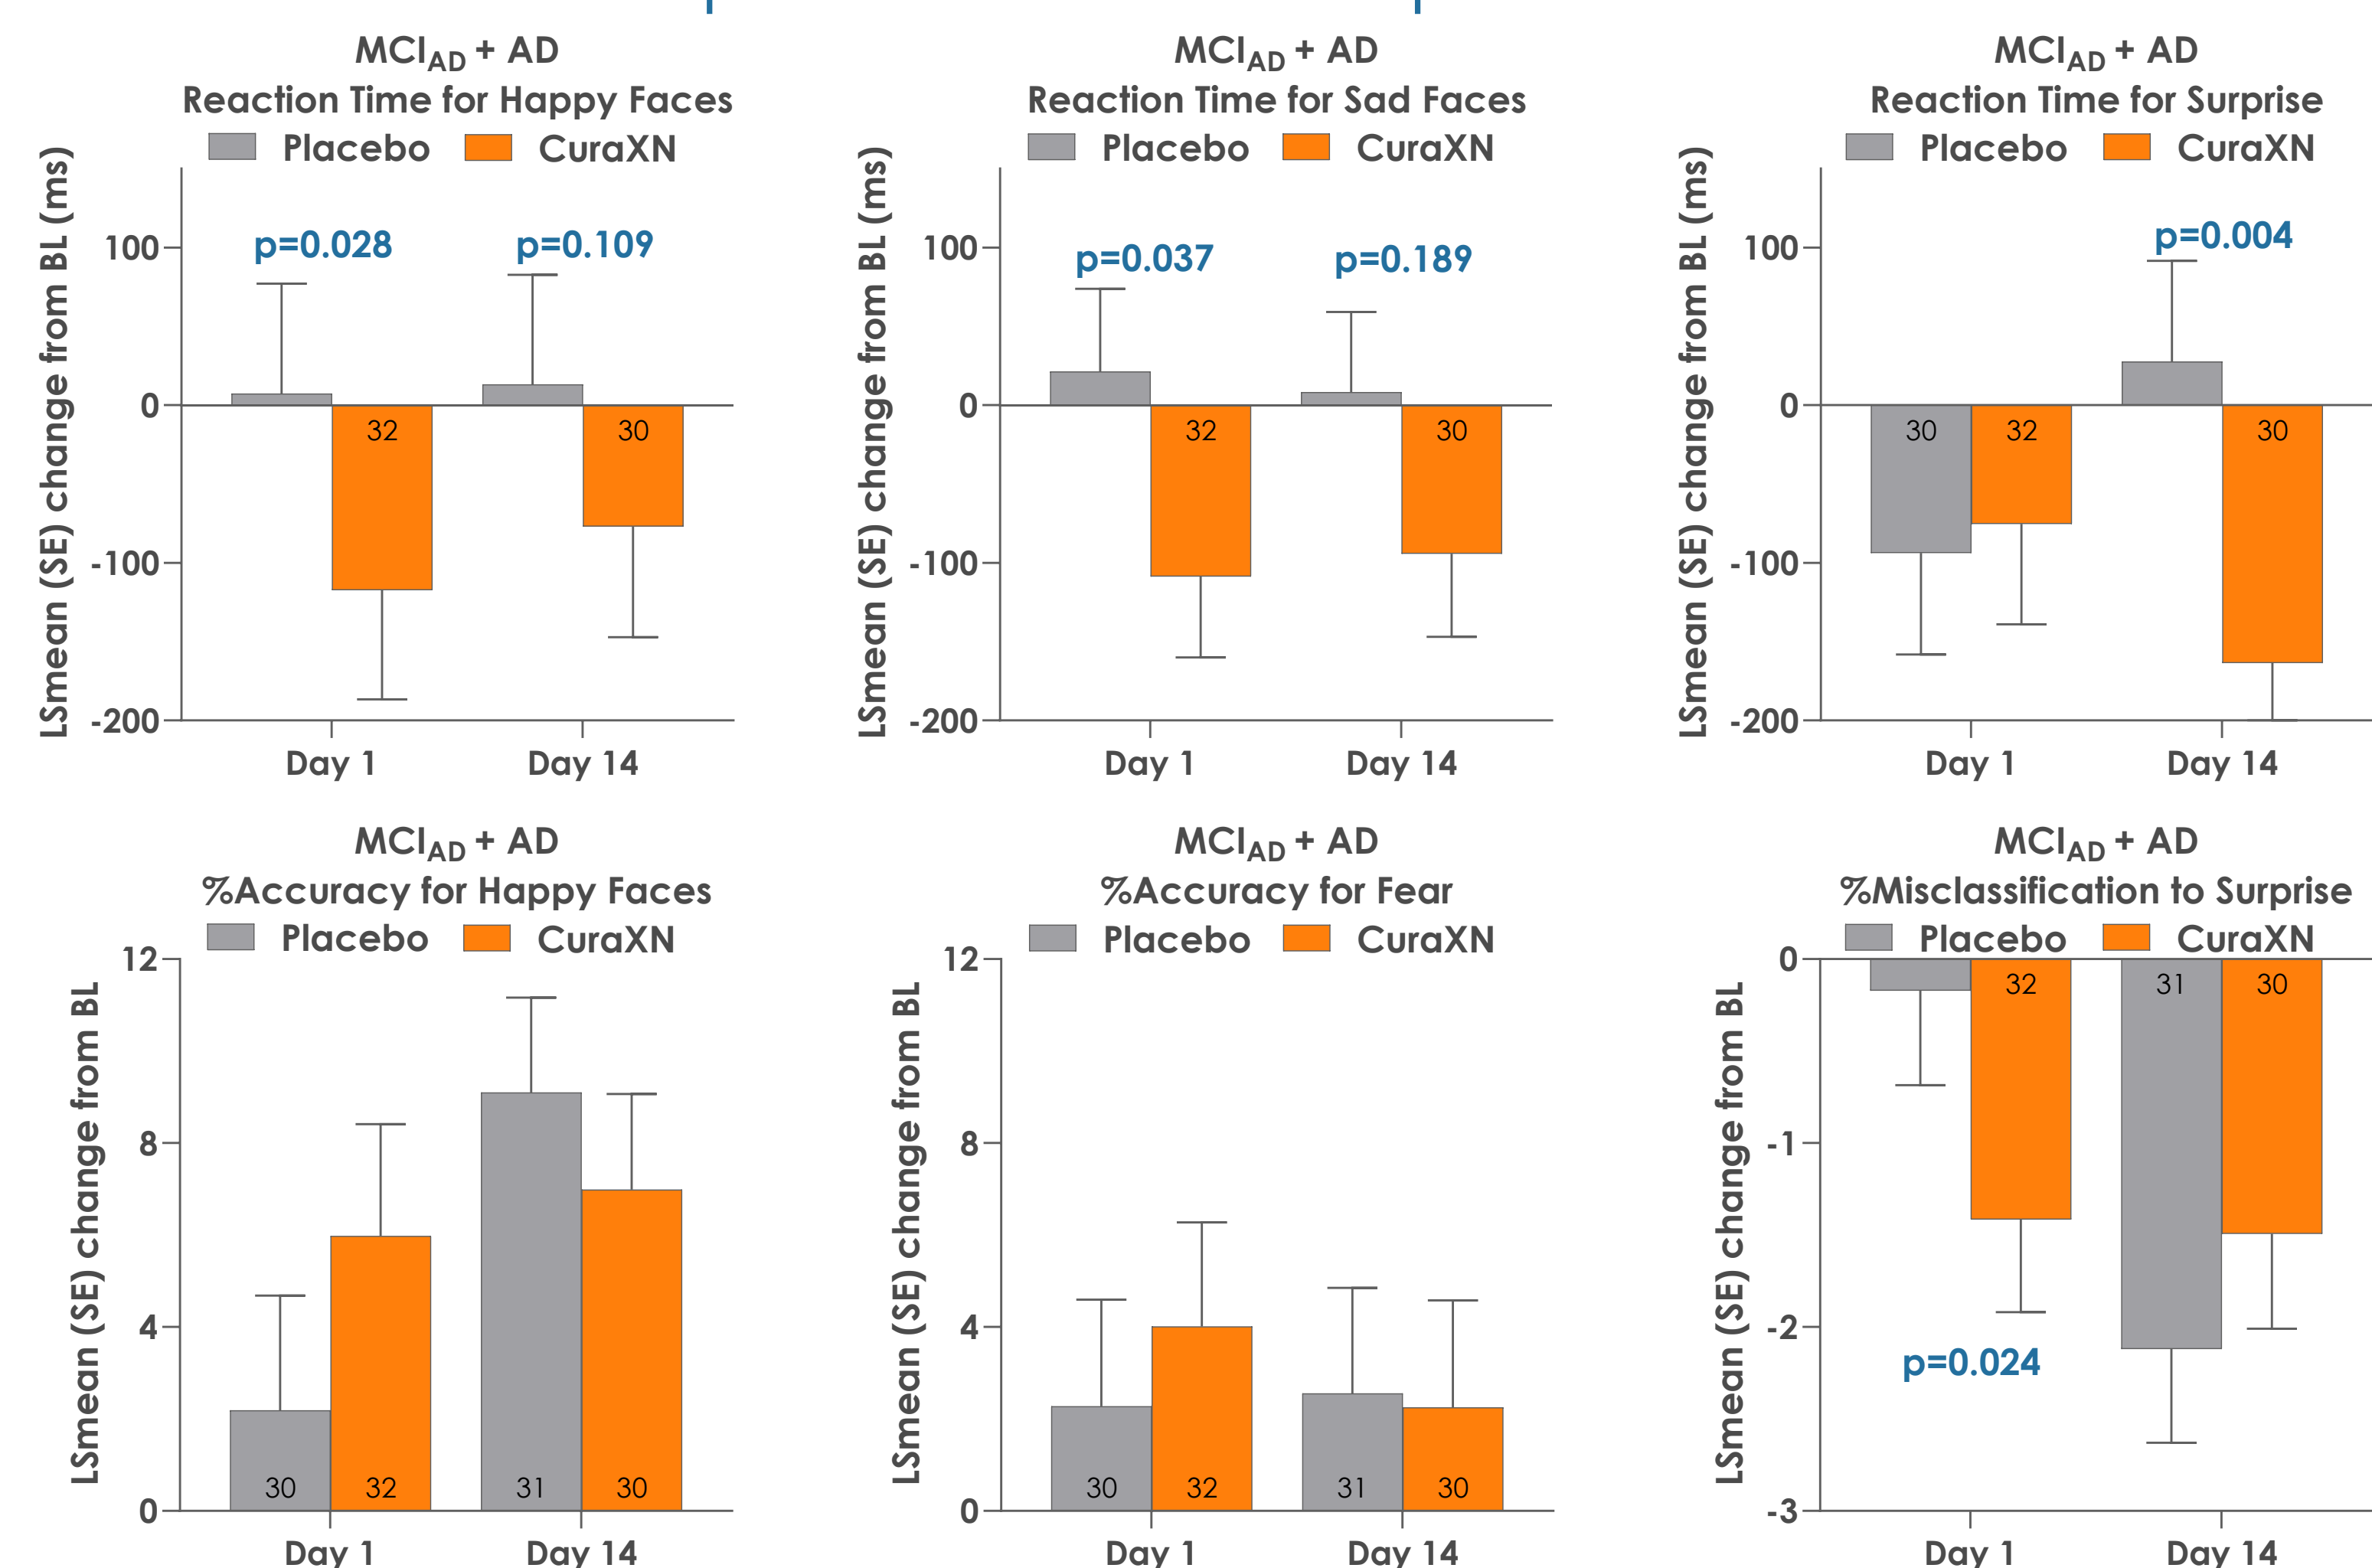 MCIAD + AD
Reaction Time for Happy Faces
Placebo CuraXN
LSmean (SE) change from BL (ms)
100
0
-100
-200
p=0.028 p=0.109
32 30
Day 1 Day 14
MCIAD + AD
Reaction Time for Sad Faces
Placebo CuraXN
LSmean (SE) change from BL (ms)
100
0
-100
-200
p=0.037 p=0.189
32 30
Day 1 Day 14
MCIAD + AD
Reaction Time for Surprise
Placebo CuraXN
LSmean (SE) change from BL (ms)
100
0
-100
-200
p=0.004
30 32 30
Day 1 Day 14
MCIAD + AD
%Accuracy for Happy Faces
Placebo CuraXN
LSmean (SE) change from BL
12
8
4
0
30 32 31 30
Day 1 Day 14
MCIAD + AD
%Accuracy for Fear
Placebo CuraXN
LSmean (SE) change from BL
12
8
4
0
30 32 31 30
Day 1 Day 14
MCIAD + AD
%Misclassification to Surprise
Placebo CuraXN
LSmean (SE) change from BL
0
-1
-2
-3
32 31 30
p=0.024
Day 1 Day 14